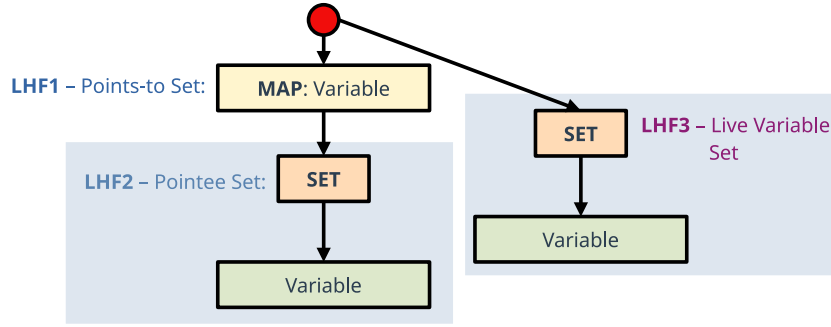 LHF1 – Points-to Set:
MAP: Variable
SET
LHF3 – Live Variable
Set
LHF2 – Pointee Set:
SET
Variable
Variable